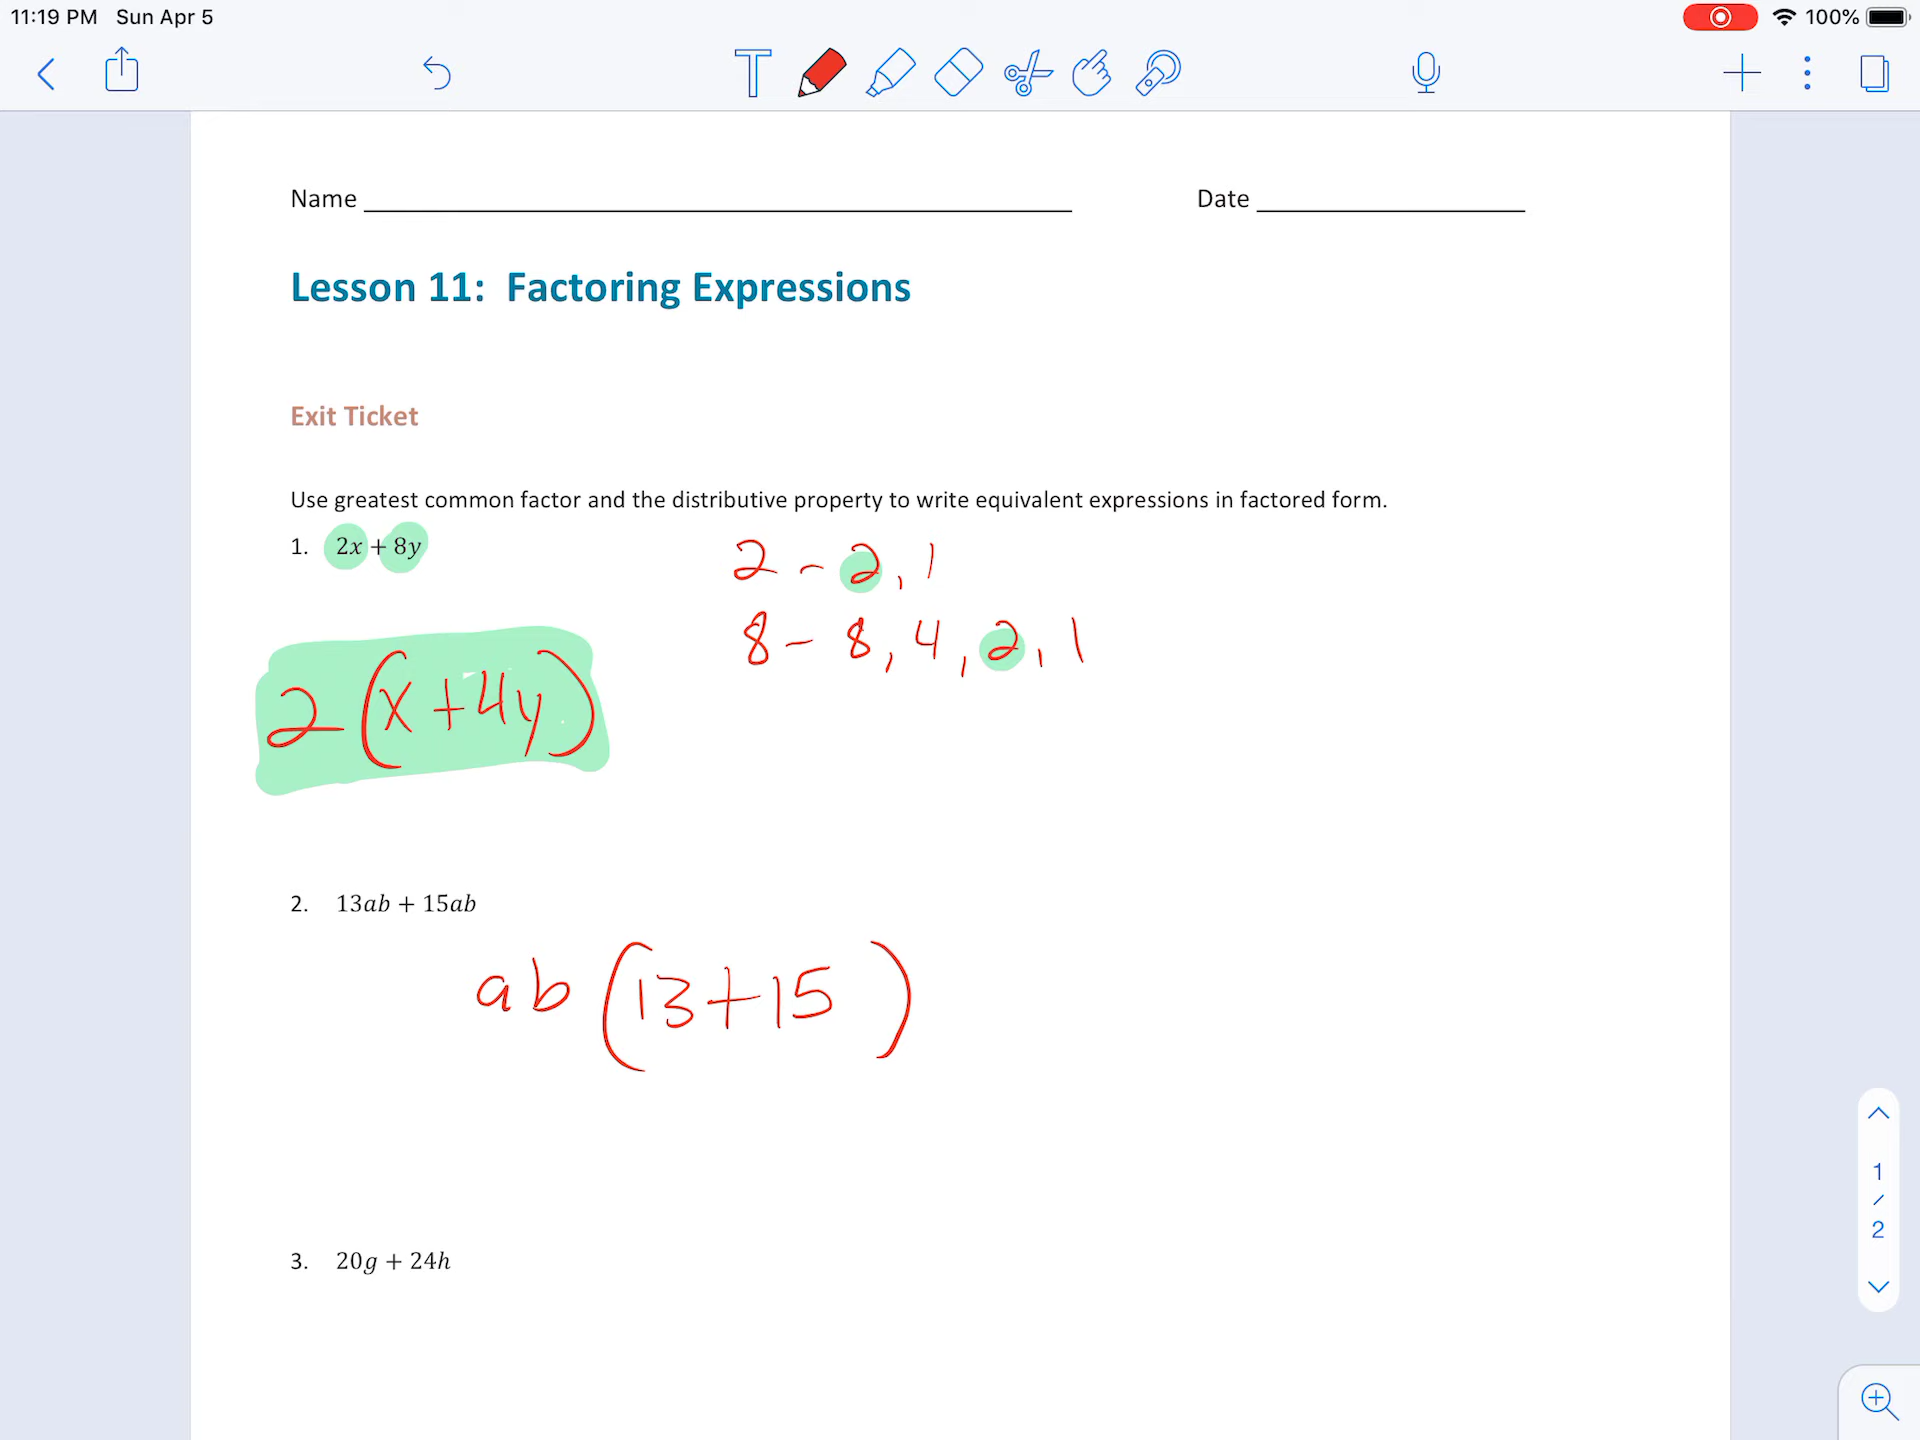 11:19 PM Sun Apr 5 100%
T
Name Date
Lesson 11: Factoring Expressions
Exit Ticket
Use greatest common factor and the distributive property to write equivalent expressions in factored form.
1. 2x + 8y
2 - 2, 1
8 - 8, 4, 2, 1
2(x+4y)
2. 13ab + 15ab
ab(13+15)
3. 20g + 24h
1
/
2